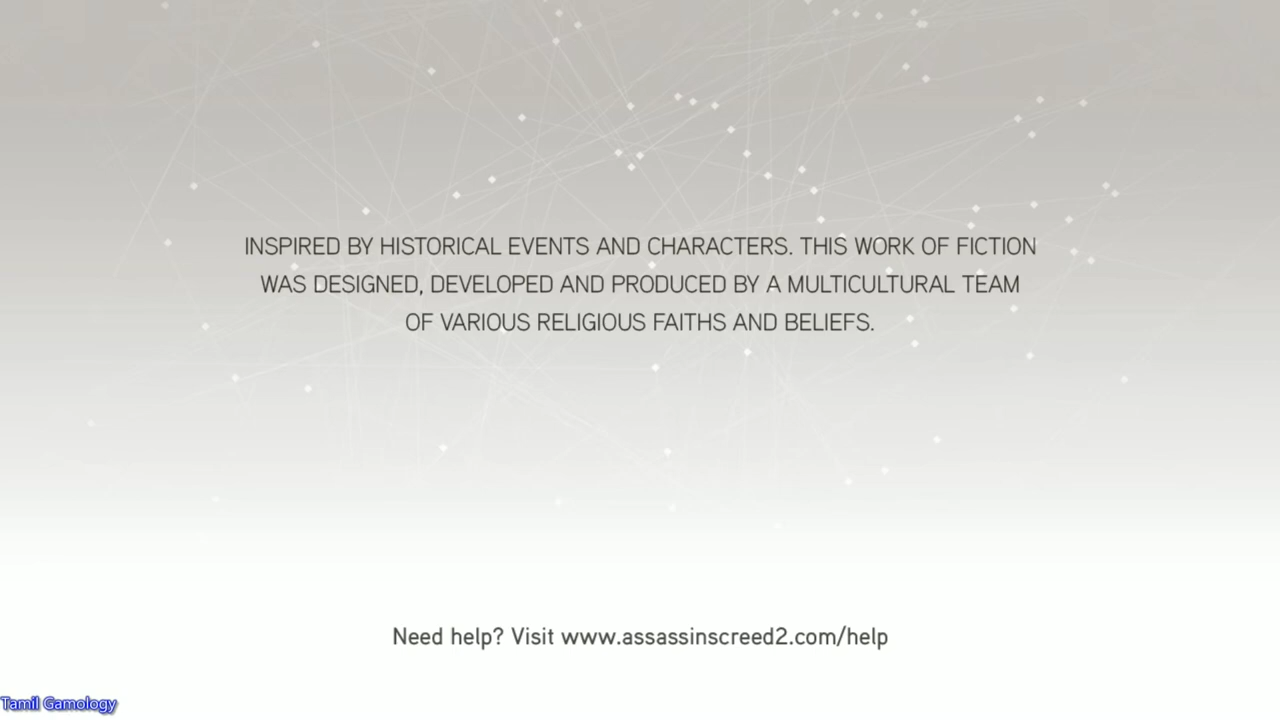 INSPIRED BY HISTORICAL EVENTS AND CHARACTERS. THIS WORK OF FICTION
WAS DESIGNED, DEVELOPED AND PRODUCED BY A MULTICULTURAL TEAM
OF VARIOUS RELIGIOUS FAITHS AND BELIEFS.
Need help? Visit www.assassinscreed2.com/help
Tamil Gamology